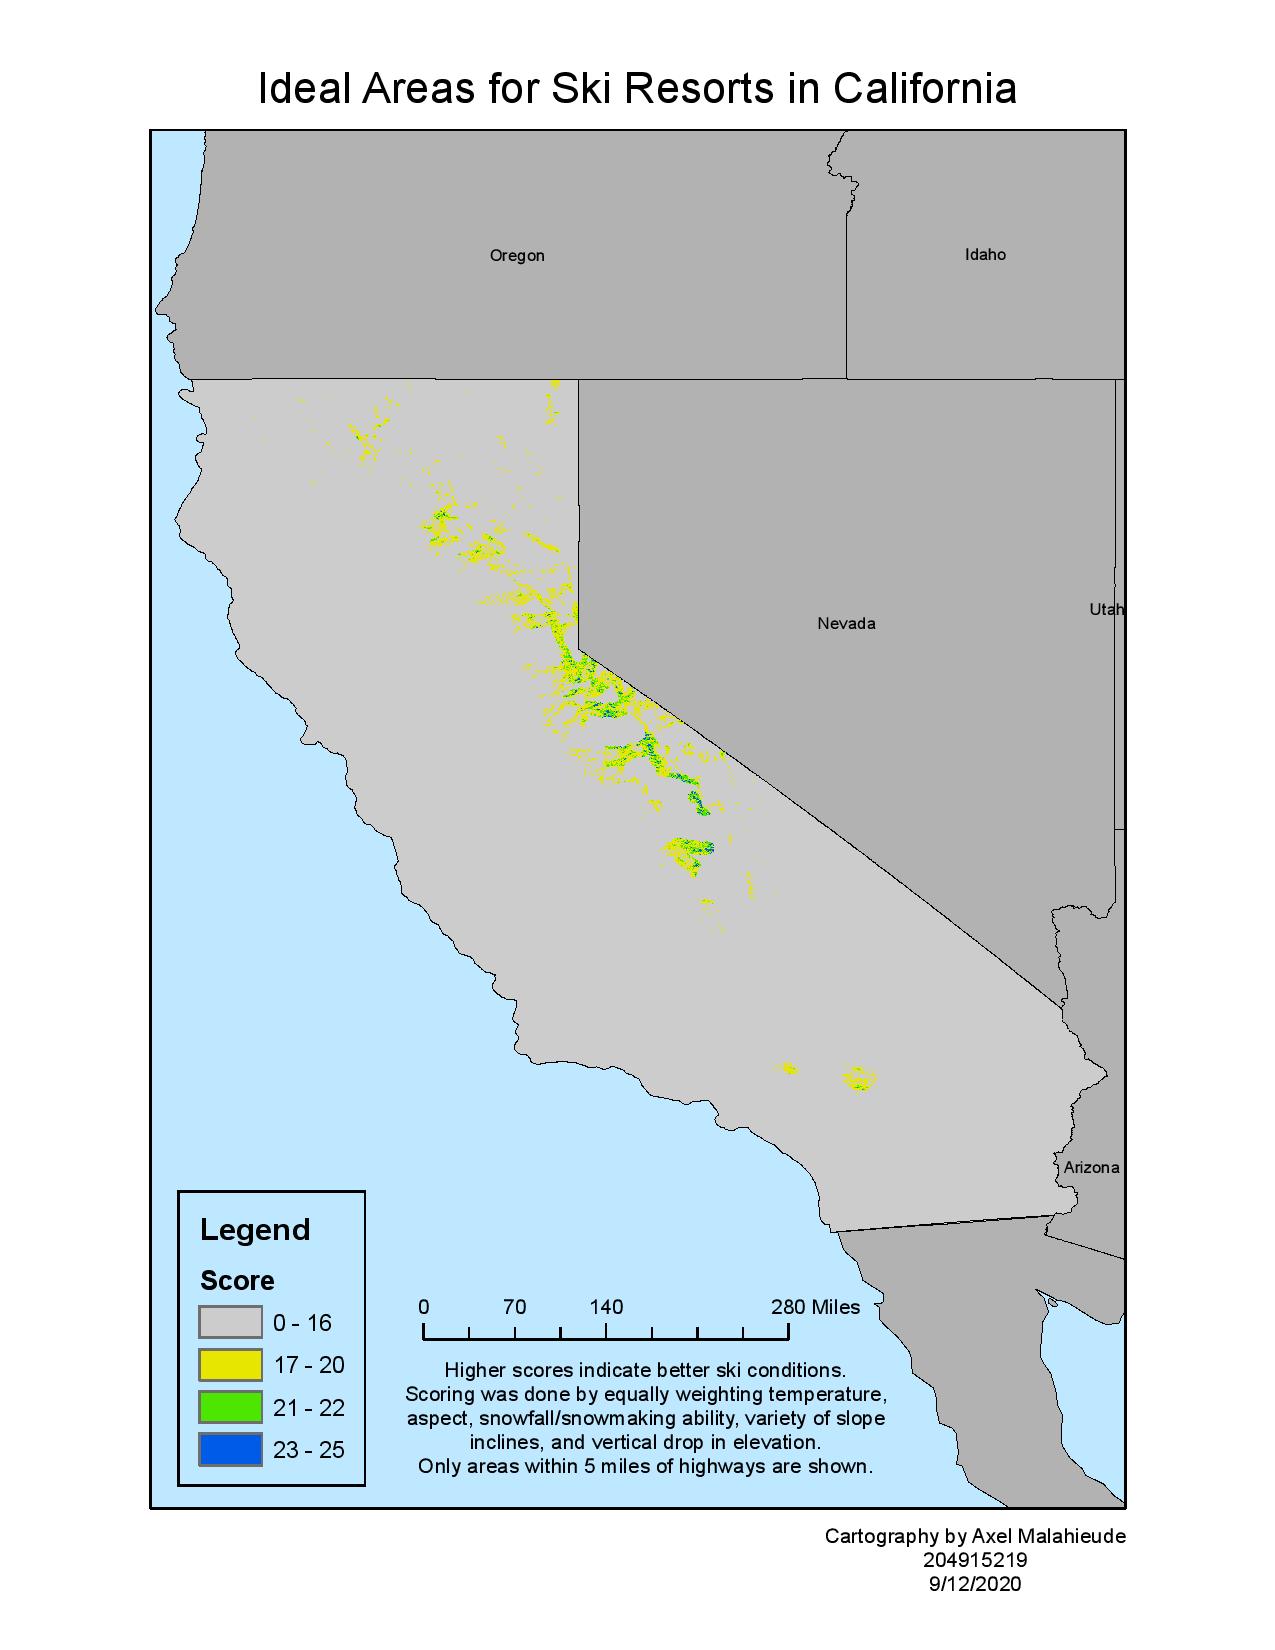 Ideal Areas for Ski Resorts in California
Oregon
Idaho
Utah
Nevada
Arizona
Legend
Score
0 - 16
17 - 20
21 - 22
23 - 25
0 70 140 280 Miles
Higher scores indicate better ski conditions.
Scoring was done by equally weighting temperature,
aspect, snowfall/snowmaking ability, variety of slope
inclines, and vertical drop in elevation.
Only areas within 5 miles of highways are shown.
Cartography by Axel Malahieude
204915219
9/12/2020